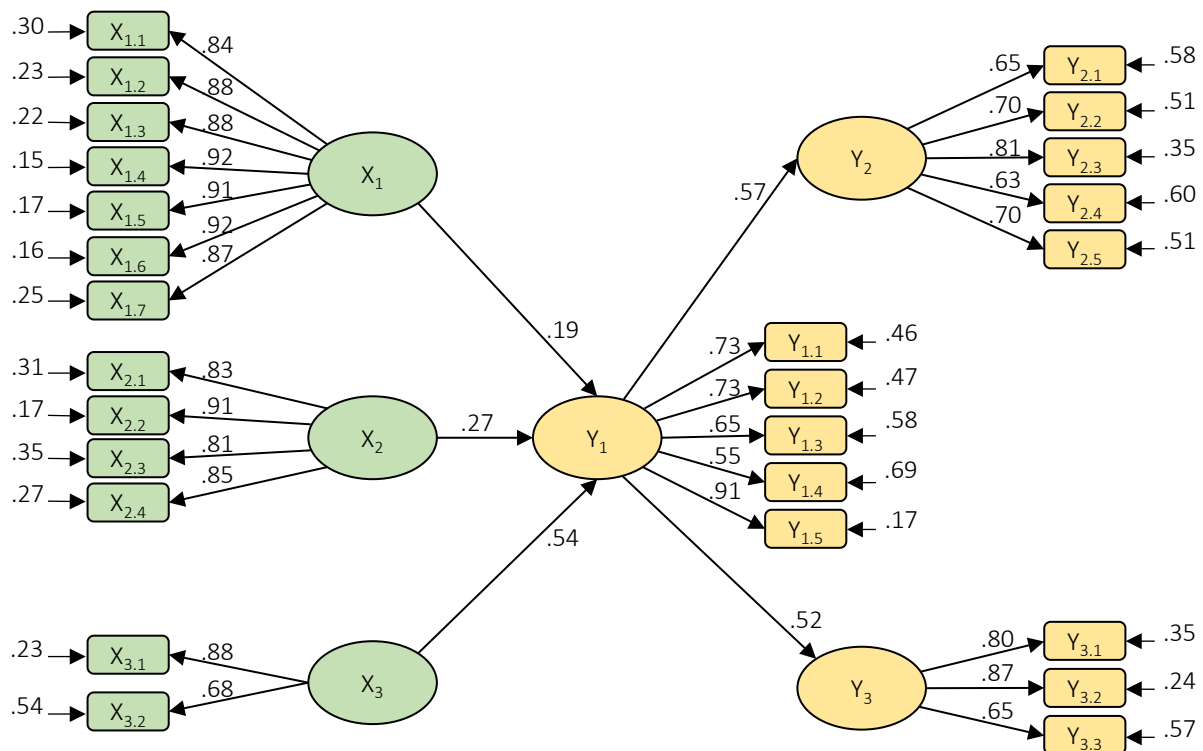 .30 X1.1 .84
.23 X1.2 .88
.22 X1.3 .88
.15 X1.4 .92
.17 X1.5 .91
.16 X1.6 .92
.25 X1.7 .87
X1
.19
.31 X2.1 .83
.17 X2.2 .91
.35 X2.3 .81
.27 X2.4 .85
X2
.27
.23 X3.1 .88
.54 X3.2 .68
X3
.54
Y1
.73 Y1.1 .46
.73 Y1.2 .47
.65 Y1.3 .58
.55 Y1.4 .69
.91 Y1.5 .17
.57
Y2
.65 Y2.1 .58
.70 Y2.2 .51
.81 Y2.3 .35
.63 Y2.4 .60
.70 Y2.5 .51
.52
Y3
.80 Y3.1 .35
.87 Y3.2 .24
.65 Y3.3 .57